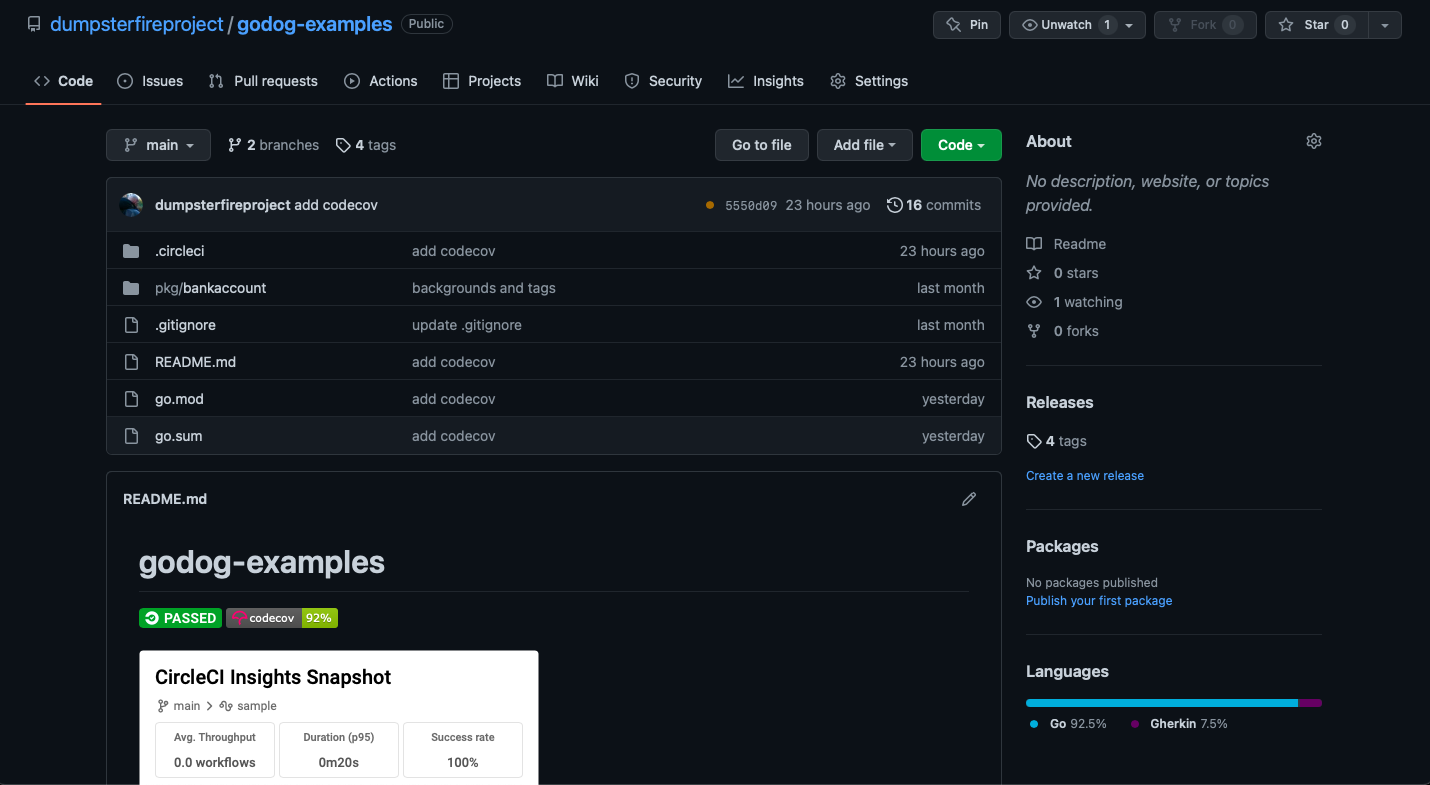 dumpsterfireproject / godog-examples Public
Pin Unwatch 1 Fork 0 Star 0
Code Issues Pull requests Actions Projects Wiki Security Insights Settings
main 2 branches 4 tags Go to file Add file Code
dumpsterfireproject add codecov 5550d09 23 hours ago 16 commits
.circleci add codecov 23 hours ago
pkg/bankaccount backgrounds and tags last month
.gitignore update .gitignore last month
README.md add codecov 23 hours ago
go.mod add codecov yesterday
go.sum add codecov yesterday
README.md
godog-examples
PASSED codecov 92%
CircleCI Insights Snapshot
main > sample
Avg. Throughput Duration (p95) Success rate
0.0 workflows 0m20s 100%
About
No description, website, or topics
provided.
Readme
0 stars
1 watching
0 forks
Releases
4 tags
Create a new release
Packages
No packages published
Publish your first package
Languages
Go 92.5% Gherkin 7.5%